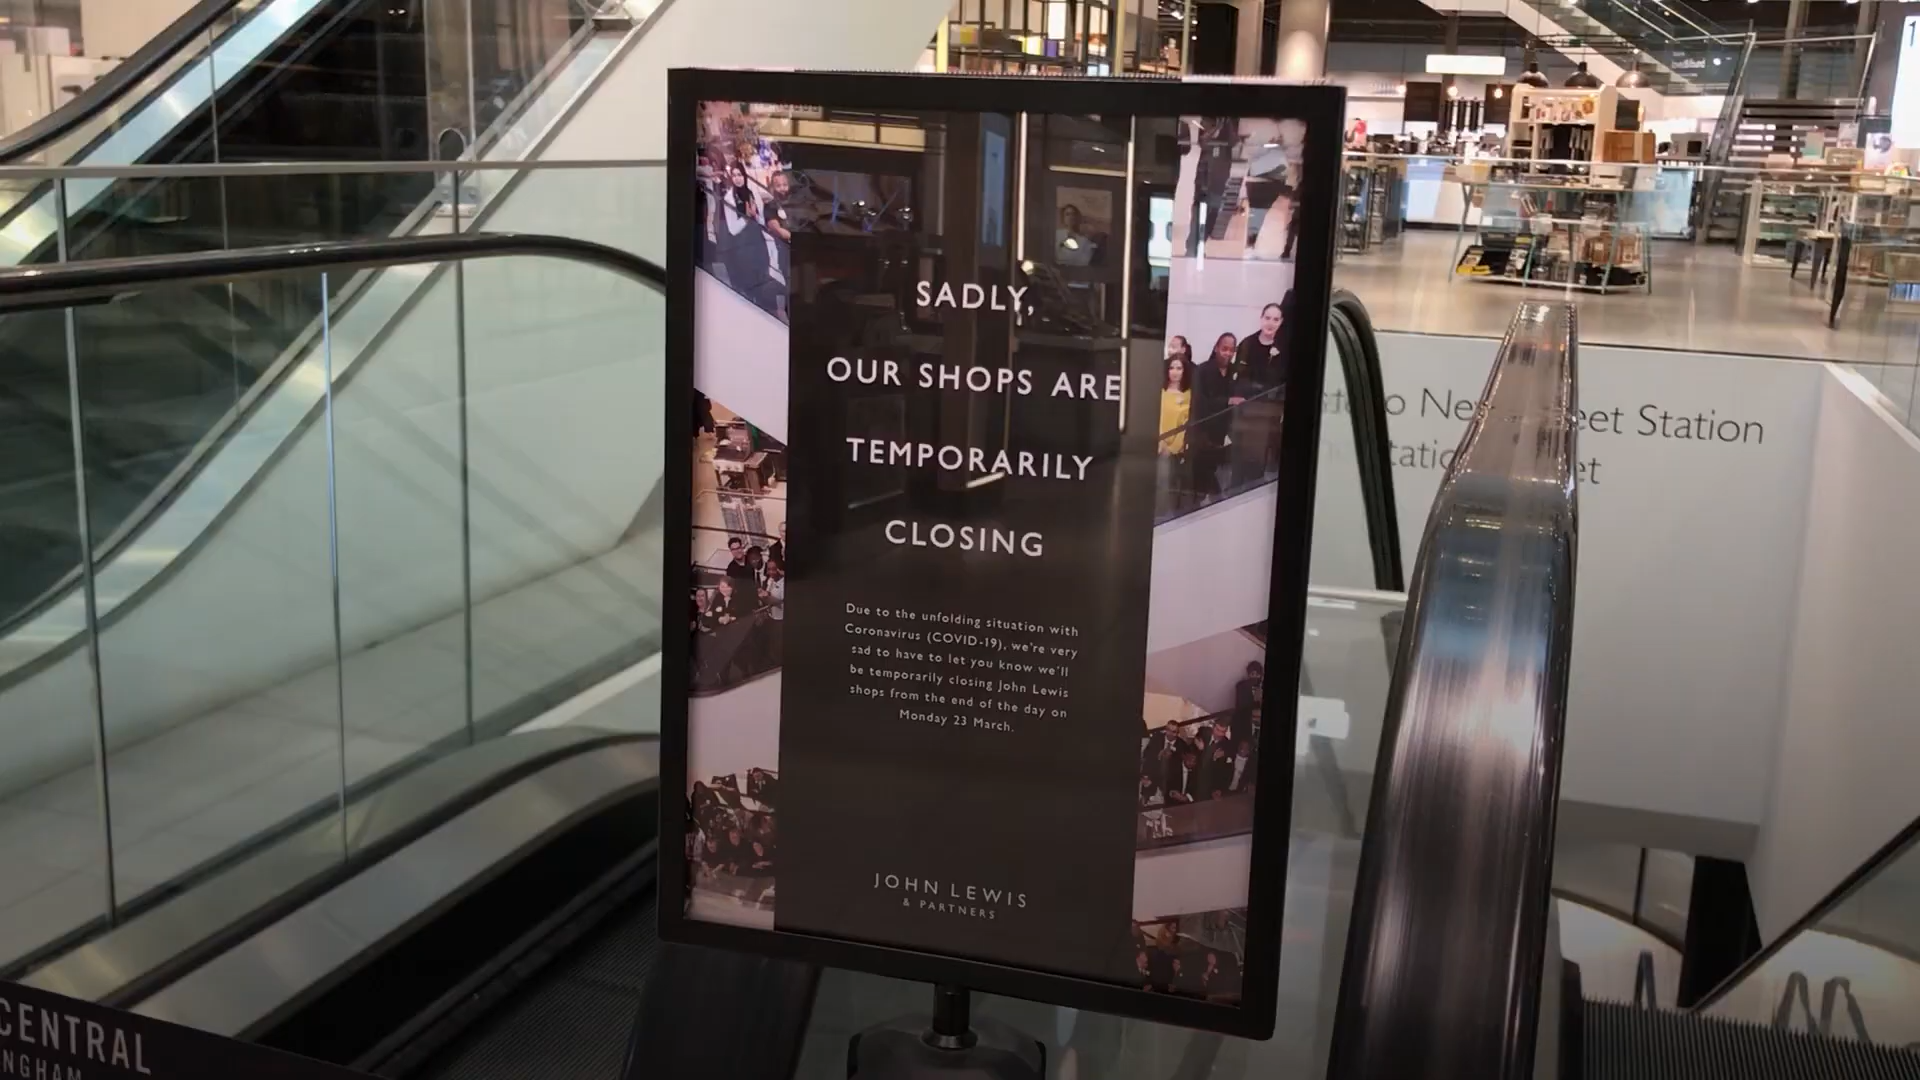 SADLY,
OUR SHOPS ARE
TEMPORARILY
CLOSING
Due to the unfolding situation with
Coronavirus (COVID-19), we're very
sad to have to let you know we'll
be temporarily closing John Lewis
shops from the end of the day on
Monday 23 March.
JOHN LEWIS
& PARTNERS
Station
CENTRAL